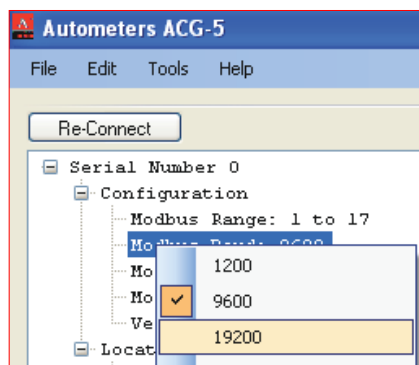 Autometers ACG-5
File Edit Tools Help
Re-Connect
Serial Number 0
Configuration
Modbus Range: 1 to 17
1200
9600
19200